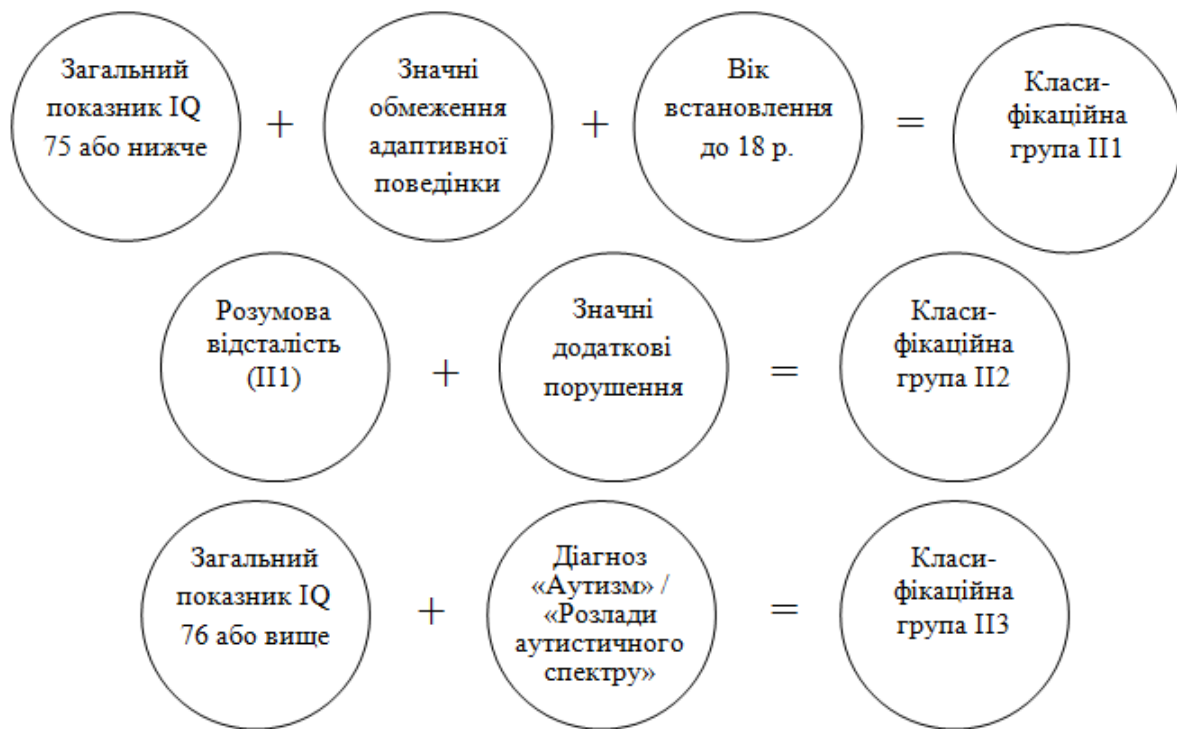 Загальний
показник IQ
75 або нижче
+
Значні
обмеження
адаптивної
поведінки
+
Вік
встановлення
до 18 р.
=
Класи-
фікаційна
група II1
Розумова
відсталість
(II1)
+
Значні
додаткові
порушення
=
Класи-
фікаційна
група II2
Загальний
показник IQ
76 або вище
+
Діагноз
«Аутизм» /
«Розлади
аутистичного
спектру»
=
Класи-
фікаційна
група II3